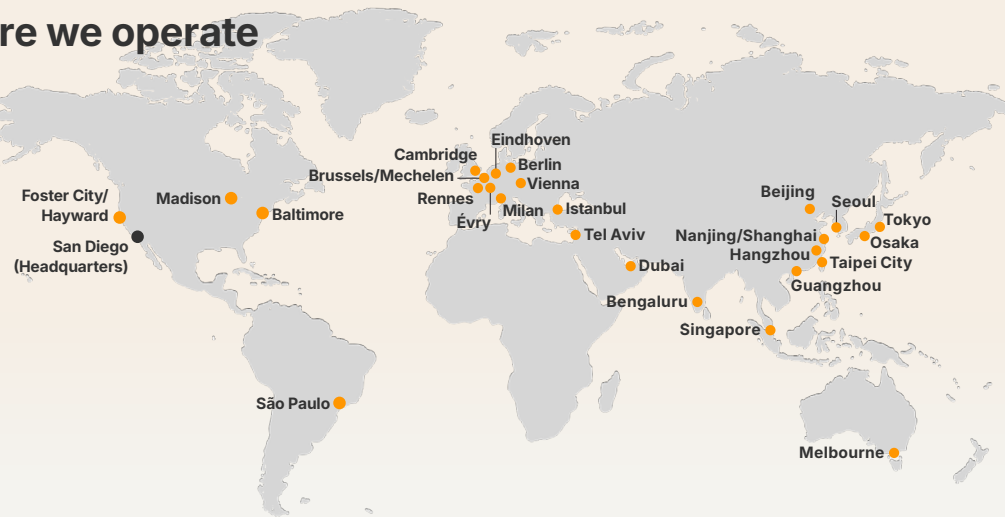 re we operate
Eindhoven
Cambridge
Berlin
Brussels/Mechelen
Vienna
Rennes
Milan
Évry
Istanbul
Tel Aviv
Foster City/
Hayward
Madison
Baltimore
San Diego
(Headquarters)
Beijing
Seoul
Tokyo
Nanjing/Shanghai
Osaka
Hangzhou
Taipei City
Dubai
Guangzhou
Bengaluru
Singapore
São Paulo
Melbourne